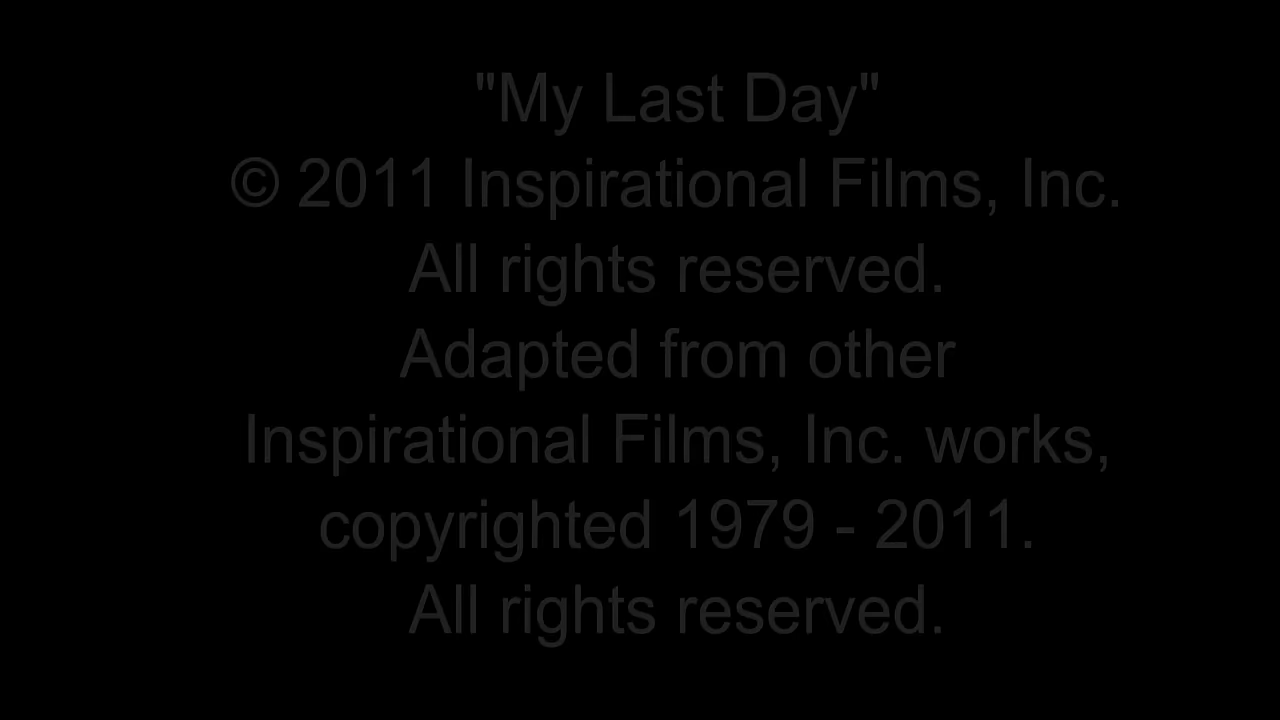 "My Last Day"
© 2011 Inspirational Films, Inc.
All rights reserved.
Adapted from other
Inspirational Films, Inc. works,
copyrighted 1979 - 2011.
All rights reserved.